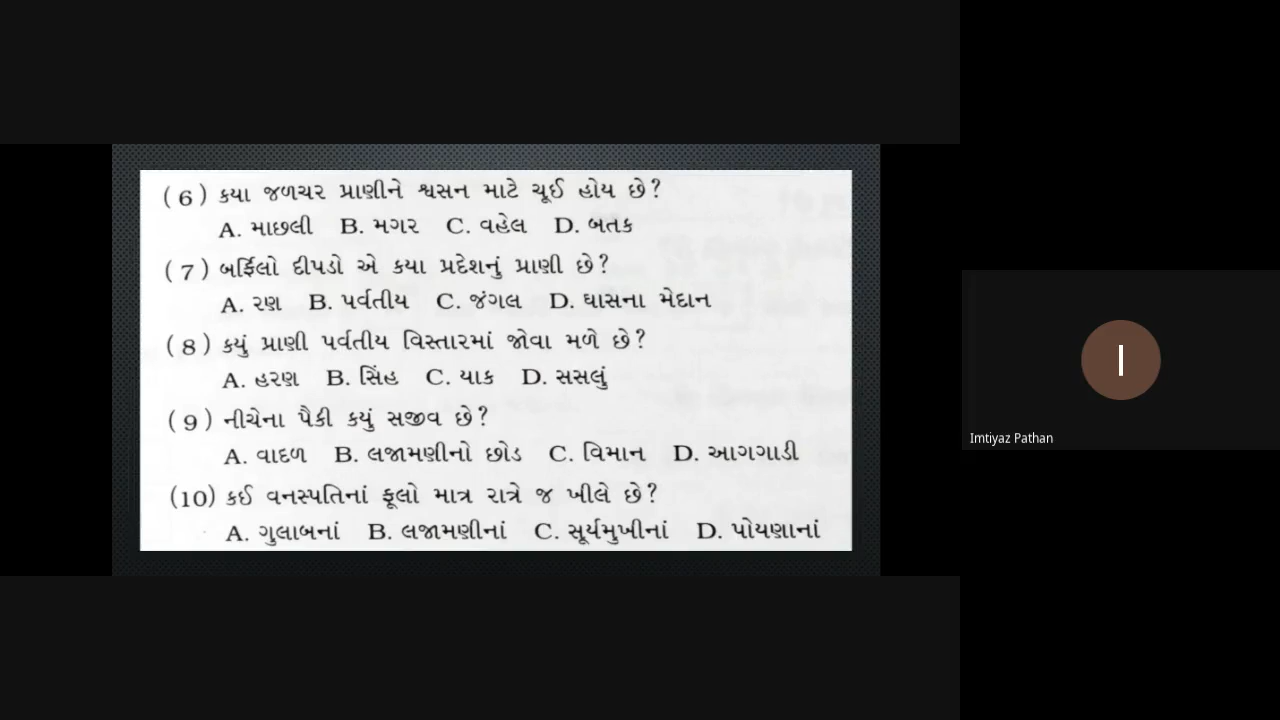 (6) કયા જળચર પ્રાણીને શ્વસન માટે ચૂઈ હોય છે?
A. માછલી B. મગર C. વહેલ D. બતક
(7) બર્ફિલો દીપડો એ કયા પ્રદેશનું પ્રાણી છે?
A. રણ B. પર્વતીય C. જંગલ D. ઘાસના મેદાન
(8) કયું પ્રાણી પર્વતીય વિસ્તારમાં જોવા મળે છે?
A. હરણ B. સિંહ C. યાક D. સસલું
(9) નીચેના પૈકી કયું સજીવ છે?
A. વાદળ B. લજામણીનો છોડ C. વિમાન D. આગગાડી
(10) કઈ વનસ્પતિનાં ફૂલો માત્ર રાત્રે જ ખીલે છે?
A. ગુલાબનાં B. લજામણીનાં C. સૂર્યમુખીનાં D. પોયણાનાં
I
Imtiyaz Pathan